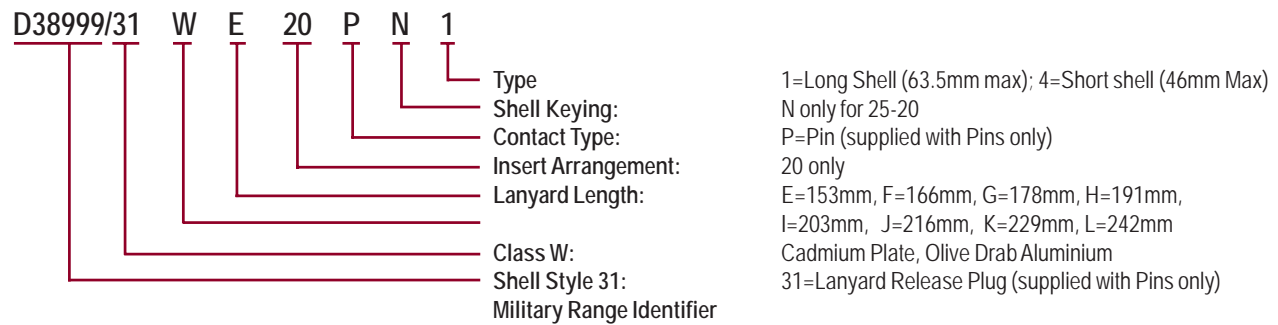 D38999/31 W E 20 P N 1
Type 1=Long Shell (63.5mm max); 4=Short shell (46mm Max)
Shell Keying: N only for 25-20
Contact Type: P=Pin (supplied with Pins only)
Insert Arrangement: 20 only
Lanyard Length: E=153mm, F=166mm, G=178mm, H=191mm,
I=203mm, J=216mm, K=229mm, L=242mm
Class W: Cadmium Plate, Olive Drab Aluminium
Shell Style 31: 31=Lanyard Release Plug (supplied with Pins only)
Military Range Identifier